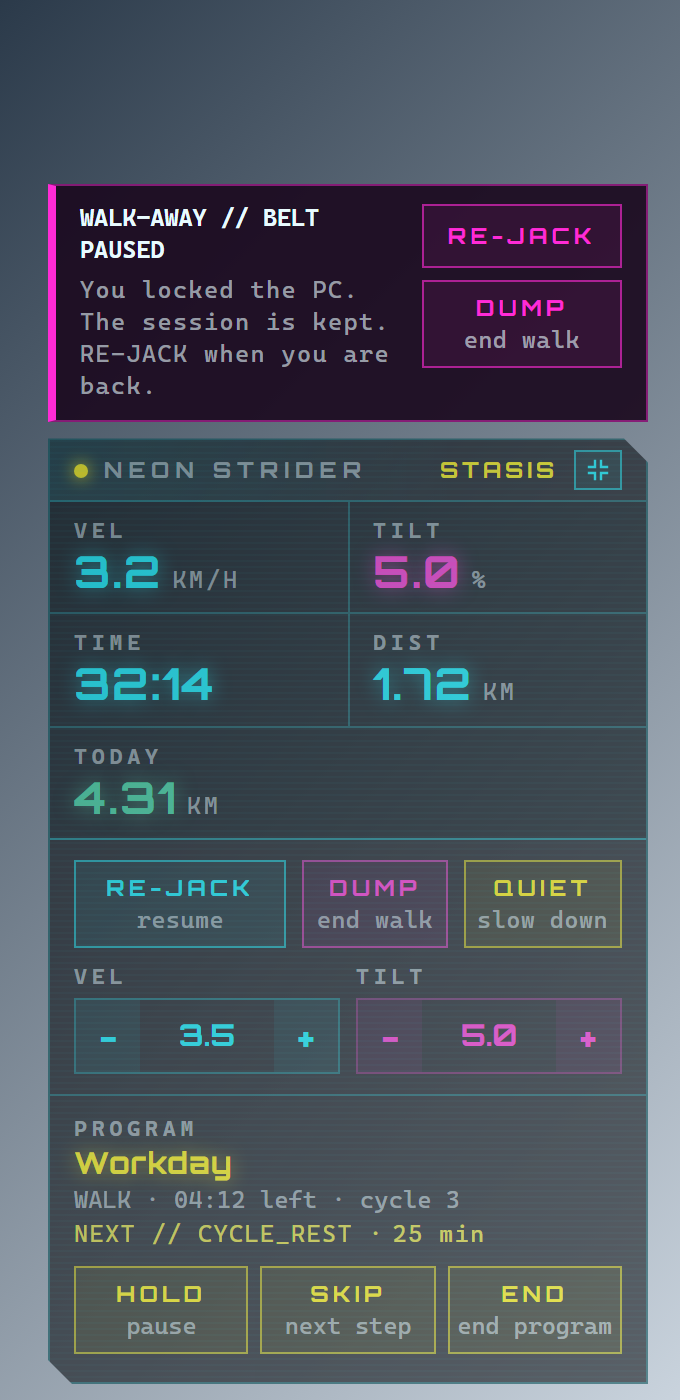 WALK-AWAY // BELT
PAUSED
You locked the PC.
The session is kept.
RE-JACK when you are
back.
RE-JACK
DUMP
end walk
NEON STRIDER STASIS
VEL TILT
3.2 KM/H 5.0 %
TIME DIST
32:14 1.72 KM
TODAY
4.31 KM
RE-JACK DUMP QUIET
resume end walk slow down
VEL TILT
- 3.5 + - 5.0 +
PROGRAM
Workday
WALK · 04:12 left · cycle 3
NEXT // CYCLE_REST · 25 min
HOLD SKIP END
pause next step end program